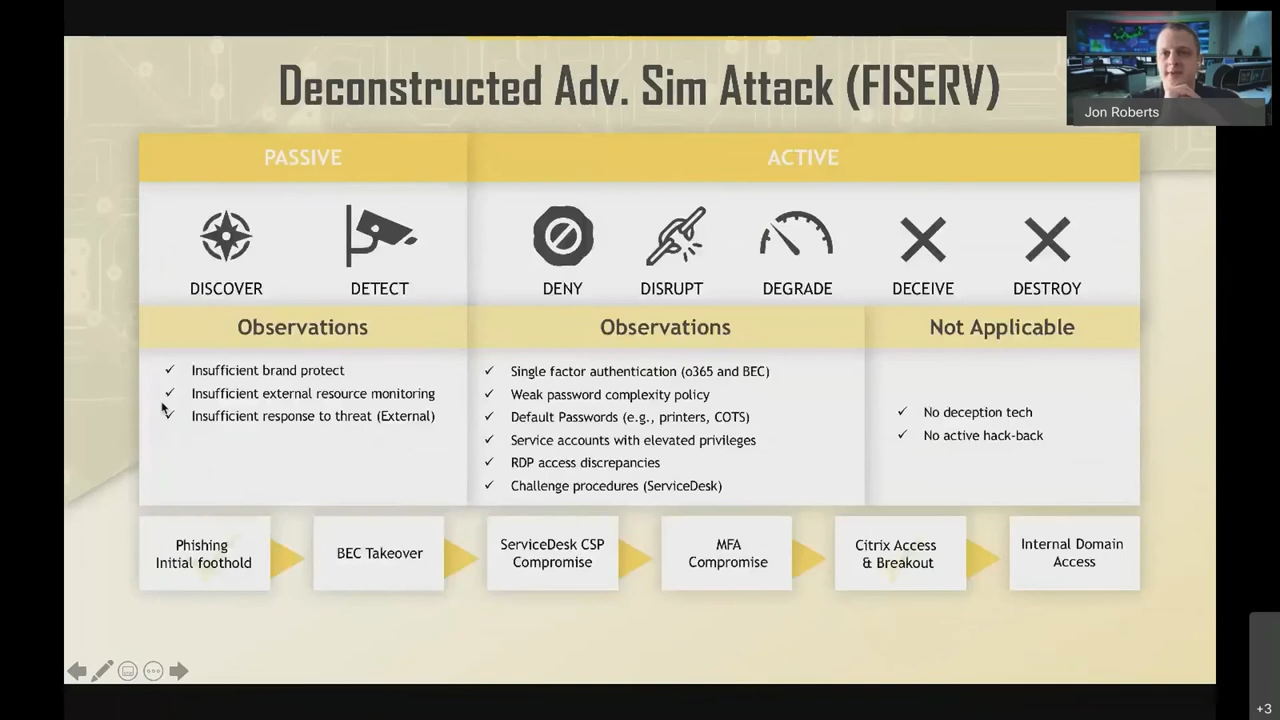 Deconstructed Adv. Sim Attack (FISERV)
Jon Roberts
PASSIVE
ACTIVE
DISCOVER
DETECT
DENY
DISRUPT
DEGRADE
DECEIVE
DESTROY
Observations
Observations
Not Applicable
✓ Insufficient brand protect
✓ Insufficient external resource monitoring
✓ Insufficient response to threat (External)
✓ Single factor authentication (o365 and BEC)
✓ Weak password complexity policy
✓ Default Passwords (e.g., printers, COTS)
✓ Service accounts with elevated privileges
✓ RDP access discrepancies
✓ Challenge procedures (ServiceDesk)
✓ No deception tech
✓ No active hack-back
Phishing
Initial foothold
BEC Takeover
ServiceDesk CSP
Compromise
MFA
Compromise
Citrix Access
& Breakout
Internal Domain
Access
+3